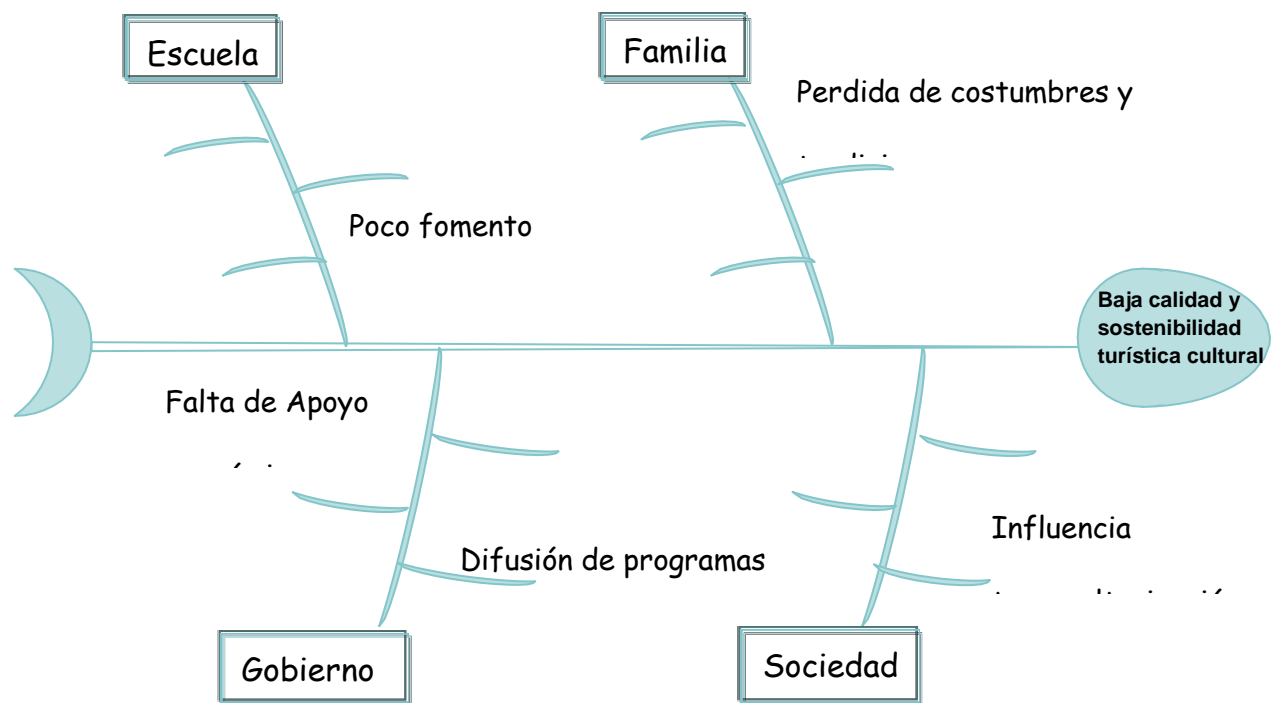 Escuela
Familia
Perdida de costumbres y
Poco fomento
Baja calidad y
sostenibilidad
turística cultural
Falta de Apoyo
Influencia
Difusión de programas
Gobierno
Sociedad